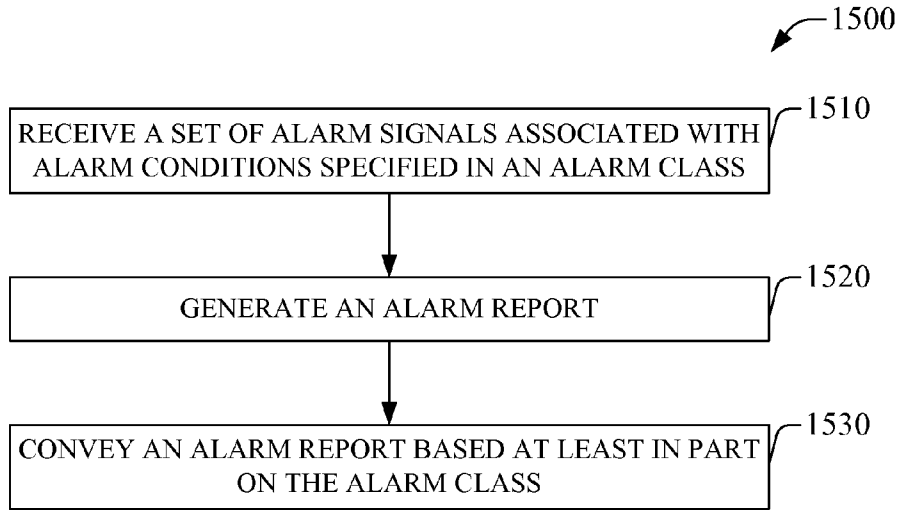 1500
1510
RECEIVE A SET OF ALARM SIGNALS ASSOCIATED WITH
ALARM CONDITIONS SPECIFIED IN AN ALARM CLASS
1520
GENERATE AN ALARM REPORT
1530
CONVEY AN ALARM REPORT BASED AT LEAST IN PART
ON THE ALARM CLASS